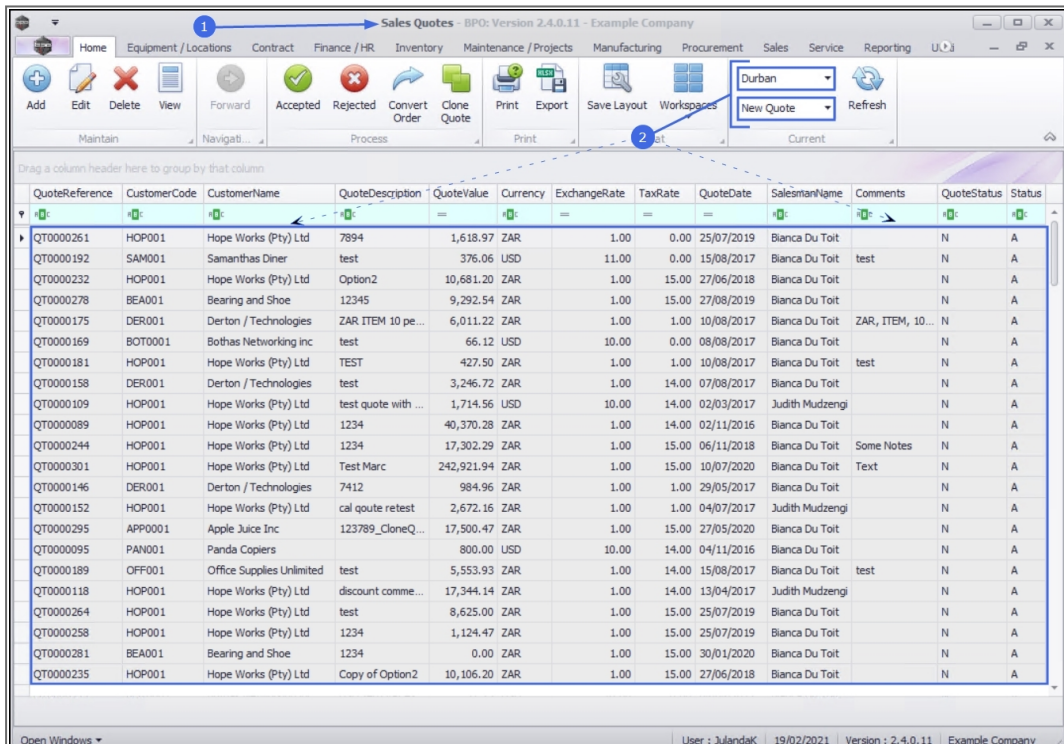 1 Sales Quotes - BPO: Version 2.4.0.11 - Example Company
Home Equipment / Locations Contract Finance / HR Inventory Maintenance / Projects Manufacturing Procurement Sales Service Reporting
Add Edit Delete View Forward Accepted Rejected Convert Order Clone Quote Print Export Save Layout Workspaces Durban New Quote Refresh
Maintain Navigati... Process Print 2 Current
Drag a column header here to group by that column
QuoteReference CustomerCode CustomerName QuoteDescription QuoteValue Currency ExchangeRate TaxRate QuoteDate SalesmanName Comments QuoteStatus Status
QT0000261 HOP001 Hope Works (Pty) Ltd 7894 1,618.97 ZAR 1.00 0.00 25/07/2019 Bianca Du Toit N A
QT0000192 SAM001 Samanthas Diner test 376.06 USD 11.00 0.00 15/08/2017 Bianca Du Toit test N A
QT0000232 HOP001 Hope Works (Pty) Ltd Option2 10,681.20 ZAR 1.00 15.00 27/06/2018 Bianca Du Toit N A
QT0000278 BEA001 Bearing and Shoe 12345 9,292.54 ZAR 1.00 15.00 27/08/2019 Bianca Du Toit N A
QT0000175 DER001 Derton / Technologies ZAR ITEM 10 pe... 6,011.22 ZAR 1.00 1.00 10/08/2017 Bianca Du Toit ZAR, ITEM, 10... N A
QT0000169 BOT0001 Bothas Networking inc test 66.12 USD 10.00 0.00 08/08/2017 Bianca Du Toit N A
QT0000181 HOP001 Hope Works (Pty) Ltd TEST 427.50 ZAR 1.00 1.00 10/08/2017 Bianca Du Toit test N A
QT0000158 DER001 Derton / Technologies test 3,246.72 ZAR 1.00 14.00 07/08/2017 Bianca Du Toit N A
QT0000109 HOP001 Hope Works (Pty) Ltd test quote with ... 1,714.56 USD 10.00 14.00 02/03/2017 Judith Mudzengi N A
QT0000089 HOP001 Hope Works (Pty) Ltd 1234 40,370.28 ZAR 1.00 14.00 02/11/2016 Bianca Du Toit N A
QT0000244 HOP001 Hope Works (Pty) Ltd 1234 17,302.29 ZAR 1.00 15.00 06/11/2018 Bianca Du Toit Some Notes N A
QT0000301 HOP001 Hope Works (Pty) Ltd Test Marc 242,921.94 ZAR 1.00 15.00 10/07/2020 Bianca Du Toit Text N A
QT0000146 DER001 Derton / Technologies 7412 984.96 ZAR 1.00 1.00 29/05/2017 Bianca Du Toit N A
QT0000152 HOP001 Hope Works (Pty) Ltd cal qoute retest 2,672.16 ZAR 1.00 1.00 04/07/2017 Judith Mudzengi N A
QT0000295 APP0001 Apple Juice Inc 123789_CloneQ... 17,500.47 ZAR 1.00 15.00 27/05/2020 Bianca Du Toit N A
QT0000095 PAN001 Panda Copiers 800.00 USD 10.00 14.00 04/11/2016 Bianca Du Toit N A
QT0000189 OFF001 Office Supplies Unlimited test 5,553.93 ZAR 1.00 14.00 15/08/2017 Bianca Du Toit test N A
QT0000118 HOP001 Hope Works (Pty) Ltd discount comme... 17,344.14 ZAR 1.00 14.00 13/04/2017 Judith Mudzengi N A
QT0000264 HOP001 Hope Works (Pty) Ltd test 8,625.00 ZAR 1.00 15.00 25/07/2019 Bianca Du Toit N A
QT0000258 HOP001 Hope Works (Pty) Ltd 1234 1,124.47 ZAR 1.00 15.00 25/07/2019 Bianca Du Toit N A
QT0000281 BEA001 Bearing and Shoe 1234 0.00 ZAR 1.00 15.00 30/01/2020 Bianca Du Toit N A
QT0000235 HOP001 Hope Works (Pty) Ltd Copy of Option2 10,106.20 ZAR 1.00 15.00 27/06/2018 Bianca Du Toit N A
Open Windows User : JulandaK 19/02/2021 Version : 2.4.0.11 Example Company